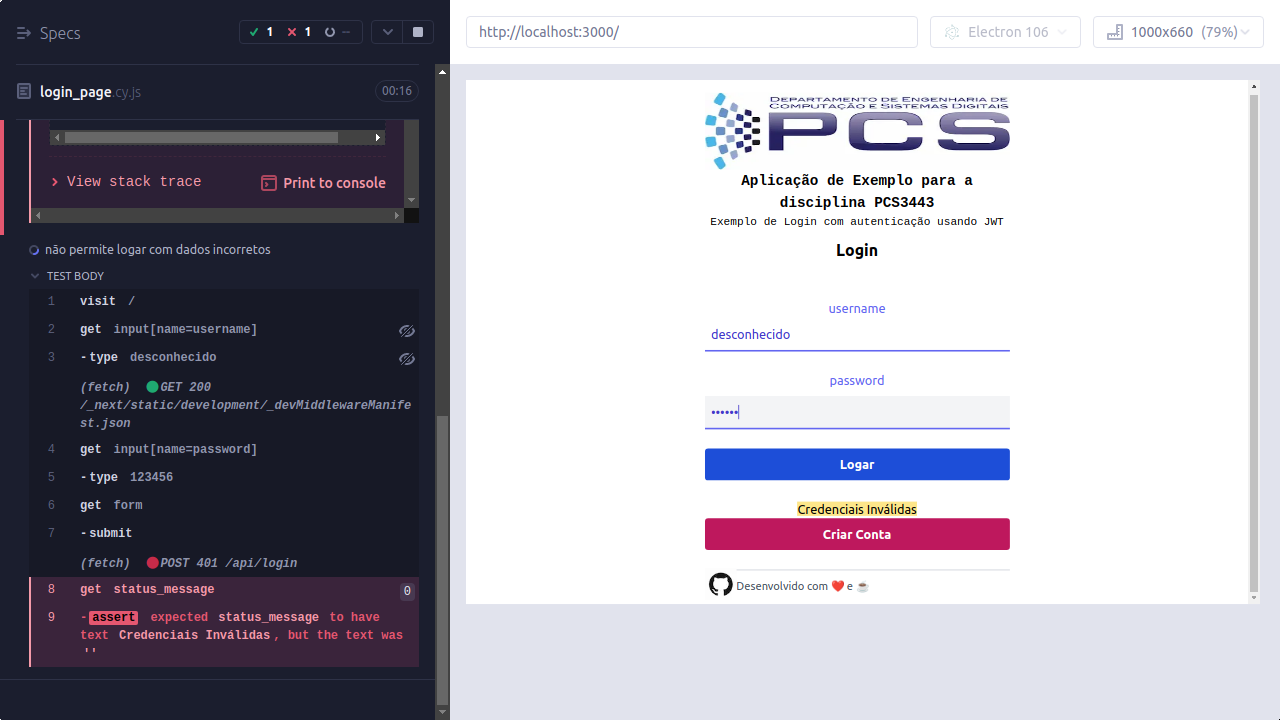 Specs
1
1
--
login_page.cy.js
00:16
View stack trace
Print to console
não permite logar com dados incorretos
TEST BODY
1 visit /
2 get input[name=username]
3 -type desconhecido
(fetch) GET 200
/_next/static/development/_devMiddlewareManife
st.json
4 get input[name=password]
5 -type 123456
6 get form
7 -submit
(fetch) POST 401 /api/login
8 get status_message 0
9 -assert expected status_message to have
text Credenciais Inválidas, but the text was
''
http://localhost:3000/
Electron 106
1000x660 (79%)
Departamento de Engenharia de
Computação e Sistemas Digitais
PCS
Aplicação de Exemplo para a
disciplina PCS3443
Exemplo de Login com autenticação usando JWT
Login
username
desconhecido
password
••••••
Logar
Credenciais Inválidas
Criar Conta
Desenvolvido com ❤️ e ☕